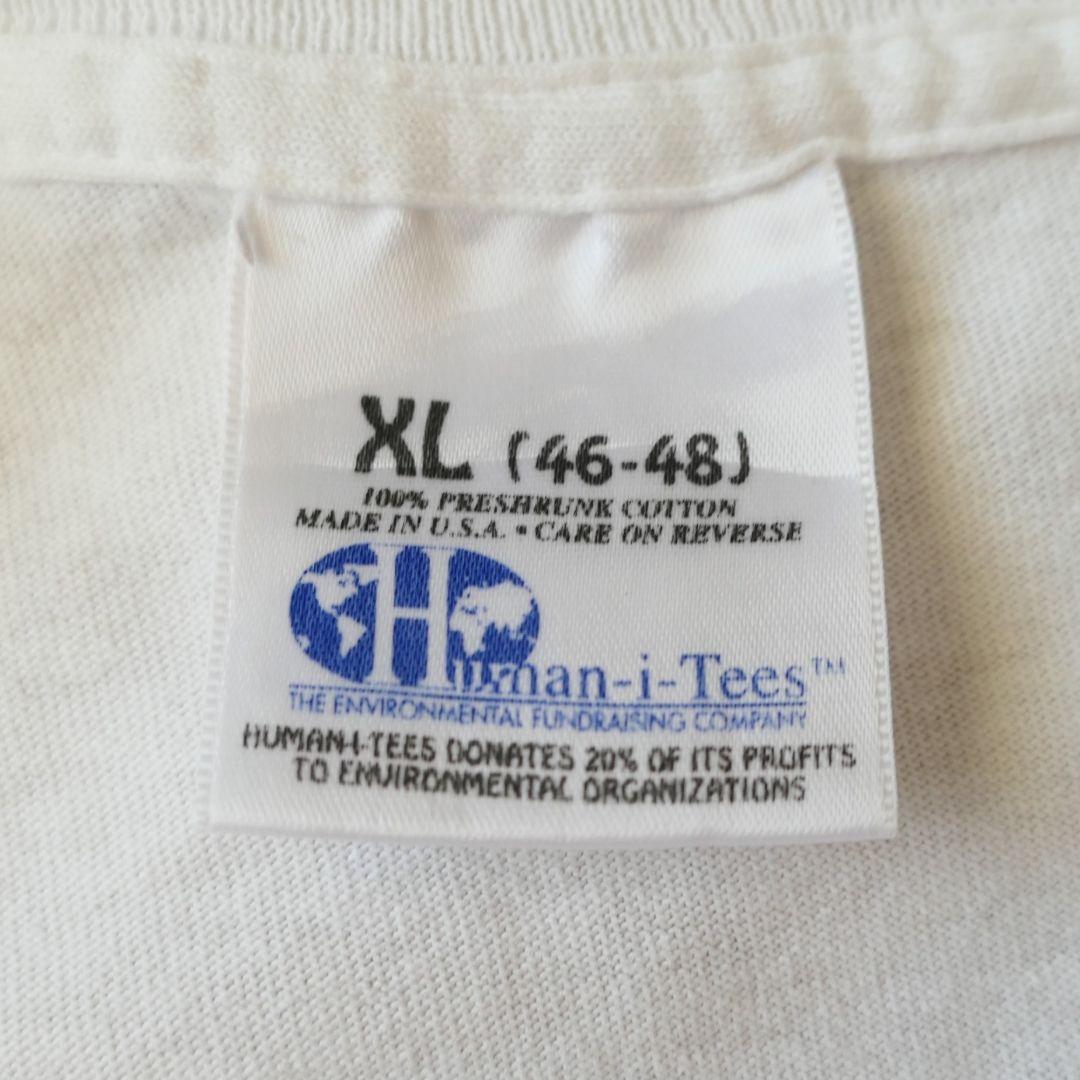 XL (46-48)
100% PRESHRUNK COTTON
MADE IN U.S.A. • CARE ON REVERSE
Human-i-Tees™
THE ENVIRONMENTAL FUNDRAISING COMPANY
HUMAN-I-TEES DONATES 20% OF ITS PROFITS
TO ENVIRONMENTAL ORGANIZATIONS